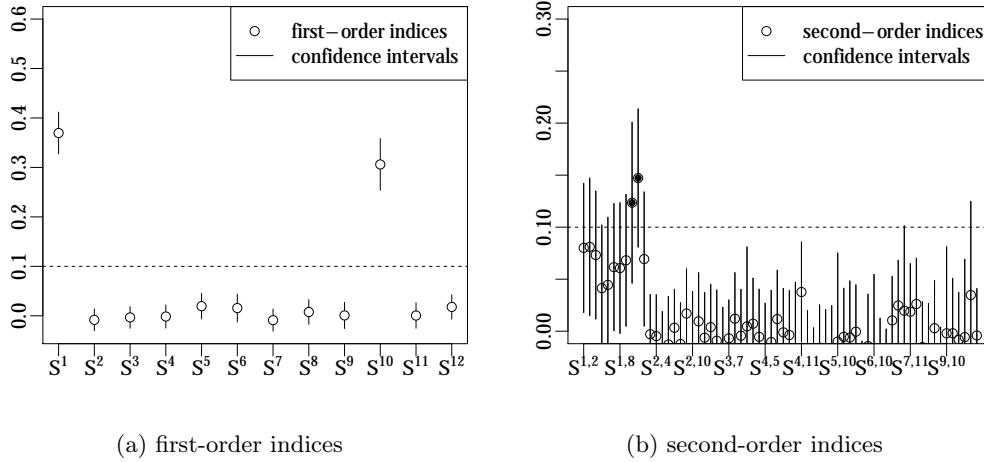 0.6
0.5
0.4
0.3
0.2
0.1
0.0
first−order indices
confidence intervals
S1 S2 S3 S4 S5 S6 S7 S8 S9 S10 S11 S12
(a) first-order indices
0.30
0.20
0.10
0.00
second−order indices
confidence intervals
S1,2 S1,8 S2,4 S2,10 S3,7 S4,5 S4,11 S5,10 S6,10 S7,11 S9,10
(b) second-order indices